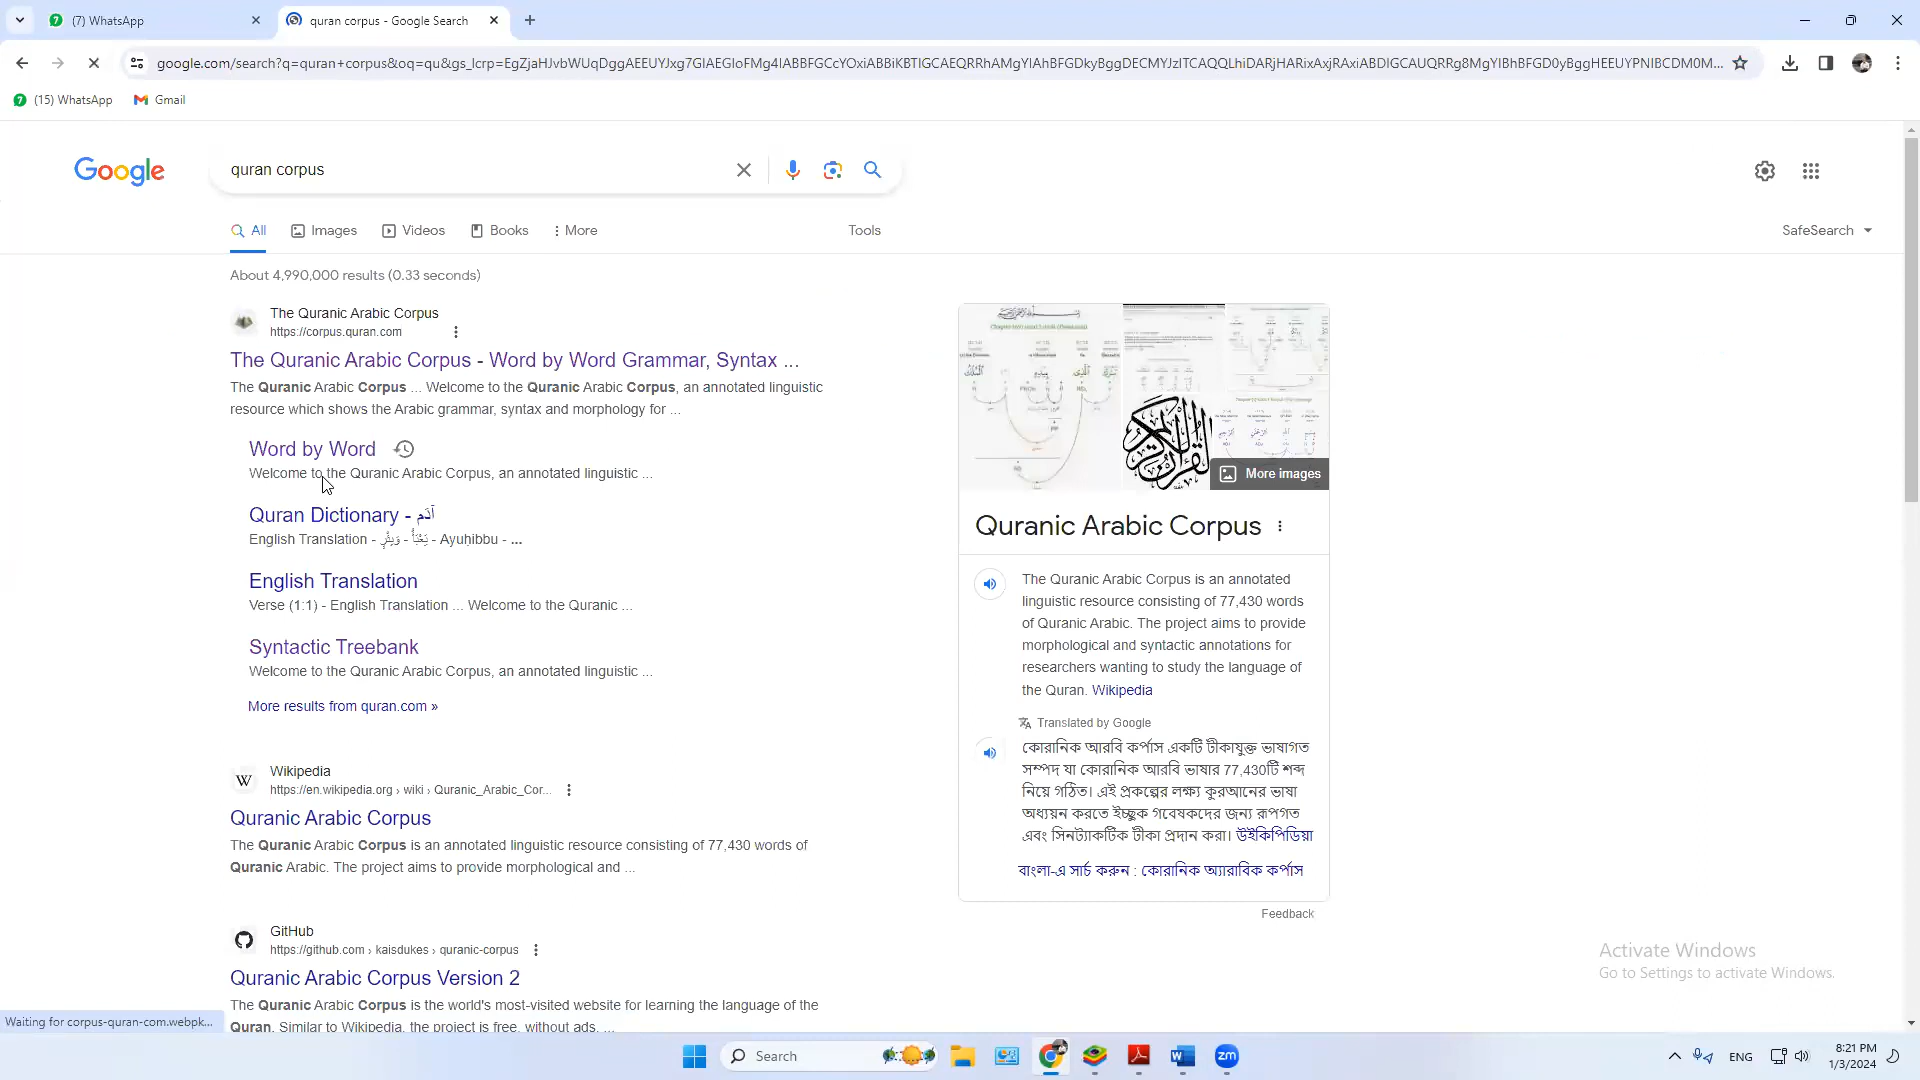 (7) WhatsApp
quran corpus - Google Search
google.com/search?q=quran+corpus&oq=qu&gs_lcrp=EgZjaHJvbWUqDggAEEUYJxg7GIAEGIoFMg4IABBFGCcYOxiABBiKBTIGCAEQRRhAMgYIAhBFGDkyBggDECMYJzITCAQQLhiDARjHARixAxjRAxiABDIGCAUQRRg8MgYIBhBFGD0yBggHEEUYPNIBCDM0M...
(15) WhatsApp
Gmail
Google
quran corpus
All
Images
Videos
Books
More
Tools
SafeSearch
About 4,990,000 results (0.33 seconds)
The Quranic Arabic Corpus
https://corpus.quran.com
The Quranic Arabic Corpus - Word by Word Grammar, Syntax ...
The Quranic Arabic Corpus ... Welcome to the Quranic Arabic Corpus, an annotated linguistic
resource which shows the Arabic grammar, syntax and morphology for ...
Word by Word
Welcome to the Quranic Arabic Corpus, an annotated linguistic ...
Quran Dictionary - آدَم
English Translation - وَيَبُثُّ - يَعْبَأُ - Ayuḥibbu - ...
English Translation
Verse (1:1) - English Translation ... Welcome to the Quranic ...
Syntactic Treebank
Welcome to the Quranic Arabic Corpus, an annotated linguistic ...
More results from quran.com »
Wikipedia
https://en.wikipedia.org › wiki › Quranic_Arabic_Cor...
Quranic Arabic Corpus
The Quranic Arabic Corpus is an annotated linguistic resource consisting of 77,430 words of
Quranic Arabic. The project aims to provide morphological and ...
GitHub
https://github.com › kaisdukes › quranic-corpus
Quranic Arabic Corpus Version 2
The Quranic Arabic Corpus is the world's most-visited website for learning the language of the
Quran. Similar to Wikipedia, the project is free, without ads, ...
More images
Quranic Arabic Corpus
The Quranic Arabic Corpus is an annotated
linguistic resource consisting of 77,430 words
of Quranic Arabic. The project aims to provide
morphological and syntactic annotations for
researchers wanting to study the language of
the Quran. Wikipedia
Translated by Google
কোরানিক আরবি কর্পাস একটি টীকাযুক্ত ভাষাগত
সম্পদ যা কোরানিক আরবি ভাষার 77,430টি শব্দ
নিয়ে গঠিত। এই প্রকল্পের লক্ষ্য কুরআনের ভাষা
অধ্যয়ন করতে ইচ্ছুক গবেষকদের জন্য রূপগত
এবং সিনট্যাকটিক টীকা প্রদান করা। উইকিপিডিয়া
বাংলা-এ সার্চ করুন : কোরানিক অ্যারাবিক কর্পাস
Feedback
Activate Windows
Go to Settings to activate Windows.
Waiting for corpus-quran-com.webpk...
Search
ENG
8:21 PM
1/3/2024